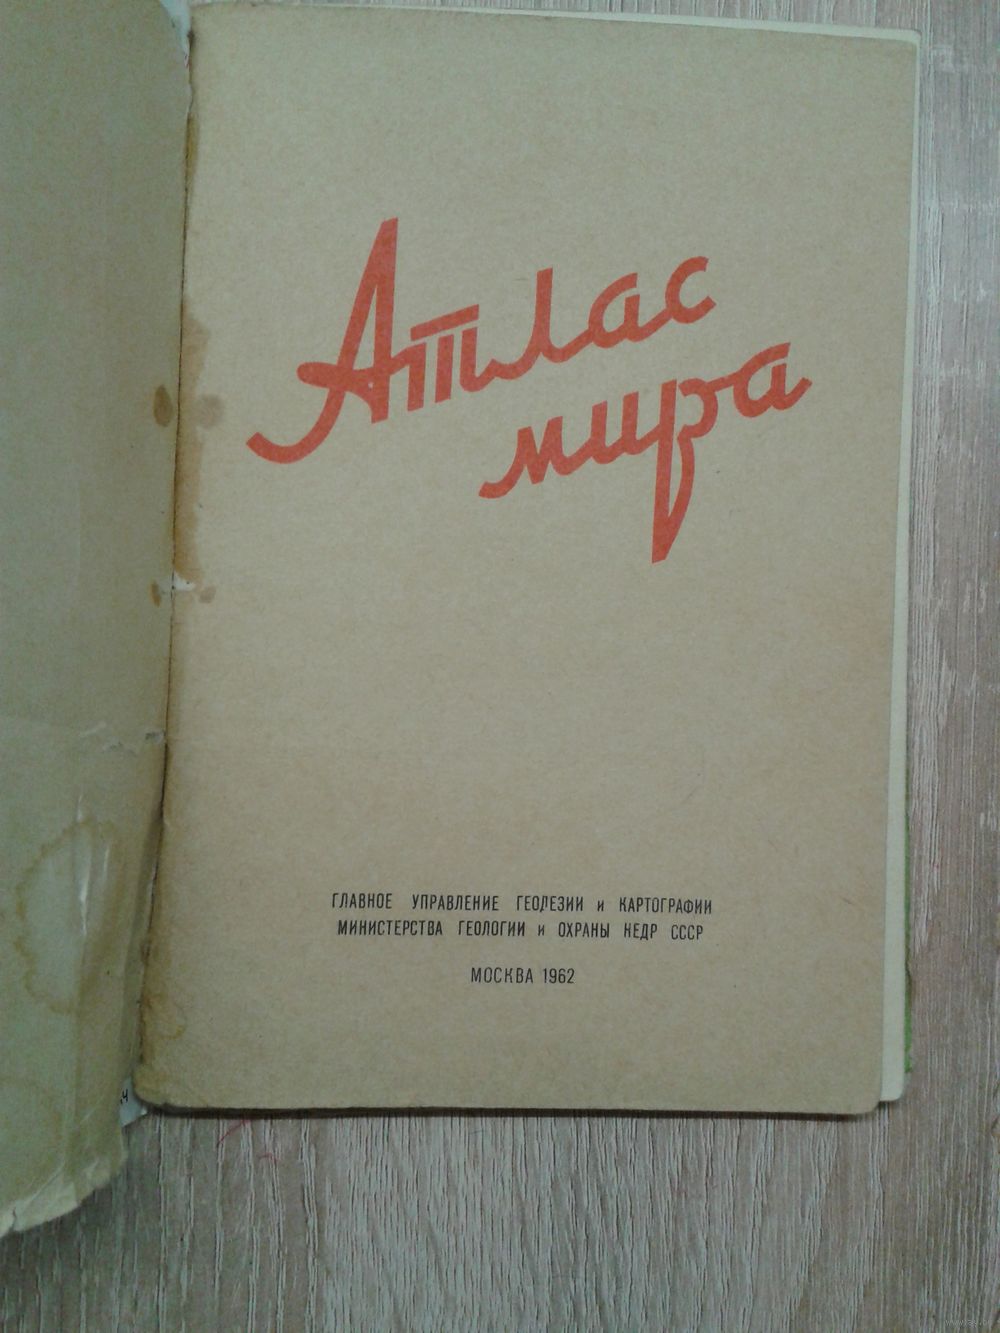 Атлас
мира
ГЛАВНОЕ УПРАВЛЕНИЕ ГЕОДЕЗИИ и КАРТОГРАФИИ
МИНИСТЕРСТВА ГЕОЛОГИИ и ОХРАНЫ НЕДР СССР
МОСКВА 1962